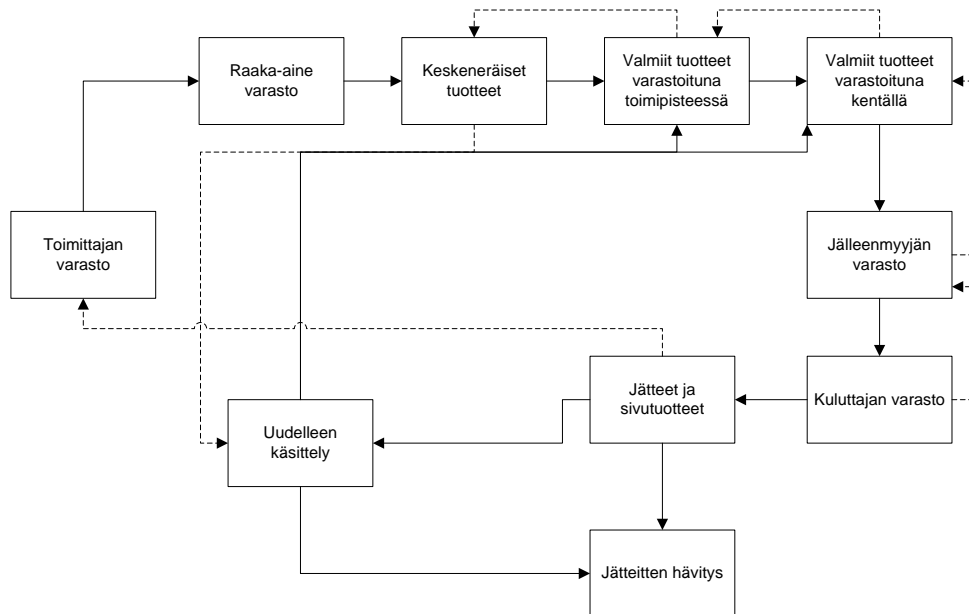 Raaka-aine
varasto
Keskeneräiset
tuotteet
Valmiit tuotteet
varastoituna
toimipisteessä
Valmiit tuotteet
varastoituna
kentällä
Toimittajan
varasto
Jälleenmyyjän
varasto
Jätteet ja
sivutuotteet
Kuluttajan varasto
Uudelleen
käsittely
Jätteitten hävitys